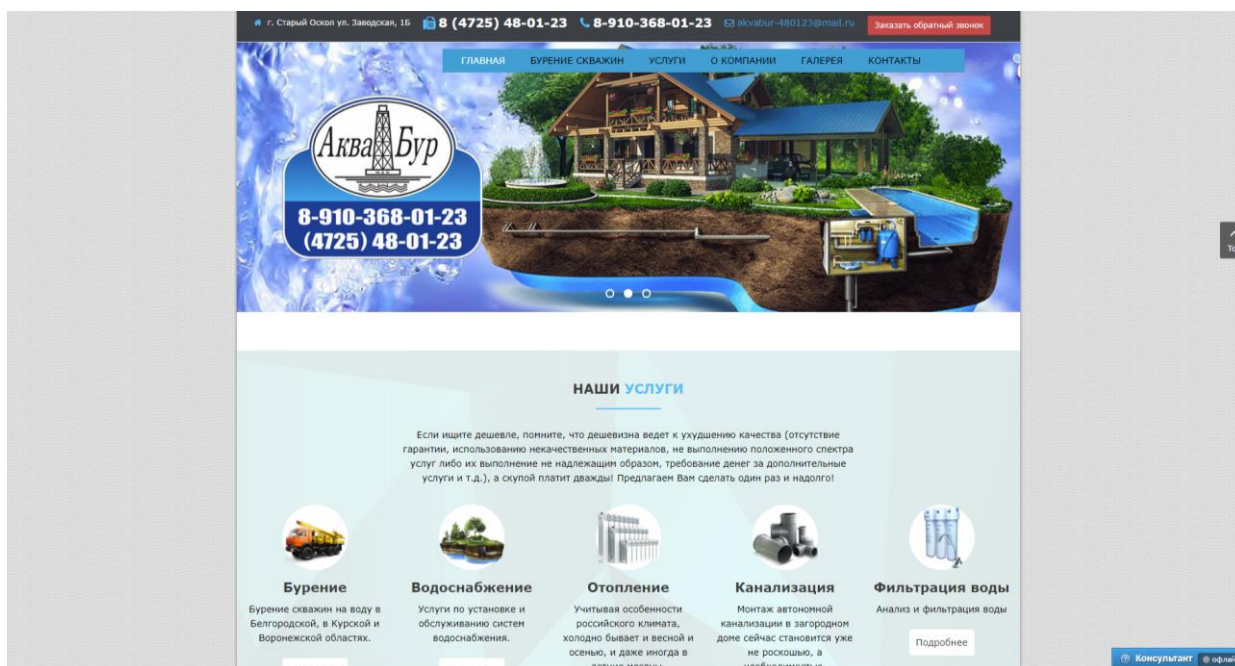 г. Старый Оскол ул. Заводская, 1Б 8 (4725) 48-01-23 8-910-368-01-23 akvabur-480123@mail.ru Заказать обратный звонок
ГЛАВНАЯ БУРЕНИЕ СКВАЖИН УСЛУГИ О КОМПАНИИ ГАЛЕРЕЯ КОНТАКТЫ
Аква Бур
8-910-368-01-23
(4725) 48-01-23
НАШИ УСЛУГИ
Если ищите дешевле, помните, что дешевизна ведет к ухудшению качества (отсутствие
гарантии, использованию некачественных материалов, не выполнению положенного спектра
услуг либо их выполнение не надлежащим образом, требование денег за дополнительные
услуги и т.д.), а скупой платит дважды! Предлагаем Вам сделать один раз и надолго!
Бурение
Бурение скважин на воду в
Белгородской, в Курской и
Воронежской областях.
Водоснабжение
Услуги по установке и
обслуживанию систем
водоснабжения.
Отопление
Учитывая особенности
российского климата,
холодно бывает и весной и
осенью, и даже иногда в
летние месяцы
Канализация
Монтаж автономной
канализации в загородном
доме сейчас становится уже
не роскошью, а
необходимостью
Фильтрация воды
Анализ и фильтрация воды
Подробнее
Консультант